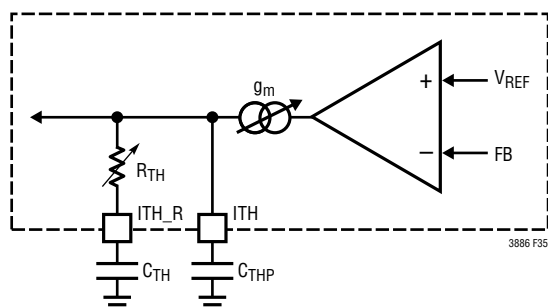 gm
+
VREF
−
FB
RTH
ITH_R
ITH
CTH
CTHP
3886 F35